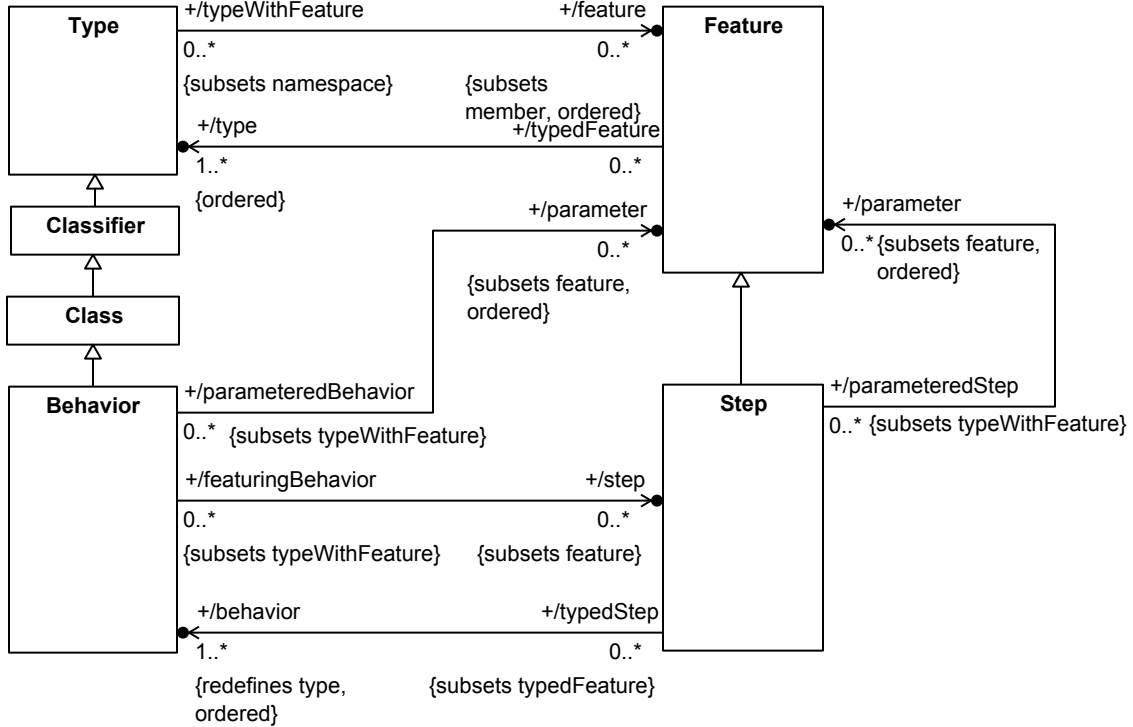 +/typeWithFeature +/feature
Type Feature
0..* 0..*
{subsets namespace} {subsets
member, ordered}
+/type +/typedFeature
1..* 0..*
{ordered}
+/parameter +/parameter
Classifier
0..* 0..* {subsets feature,
ordered}
{subsets feature,
ordered}
Class
+/parameteredBehavior +/parameteredStep
Behavior Step
0..* {subsets typeWithFeature} 0..* {subsets typeWithFeature}
+/featuringBehavior +/step
0..* 0..*
{subsets typeWithFeature} {subsets feature}
+/behavior +/typedStep
1..* 0..*
{redefines type,
ordered} {subsets typedFeature}